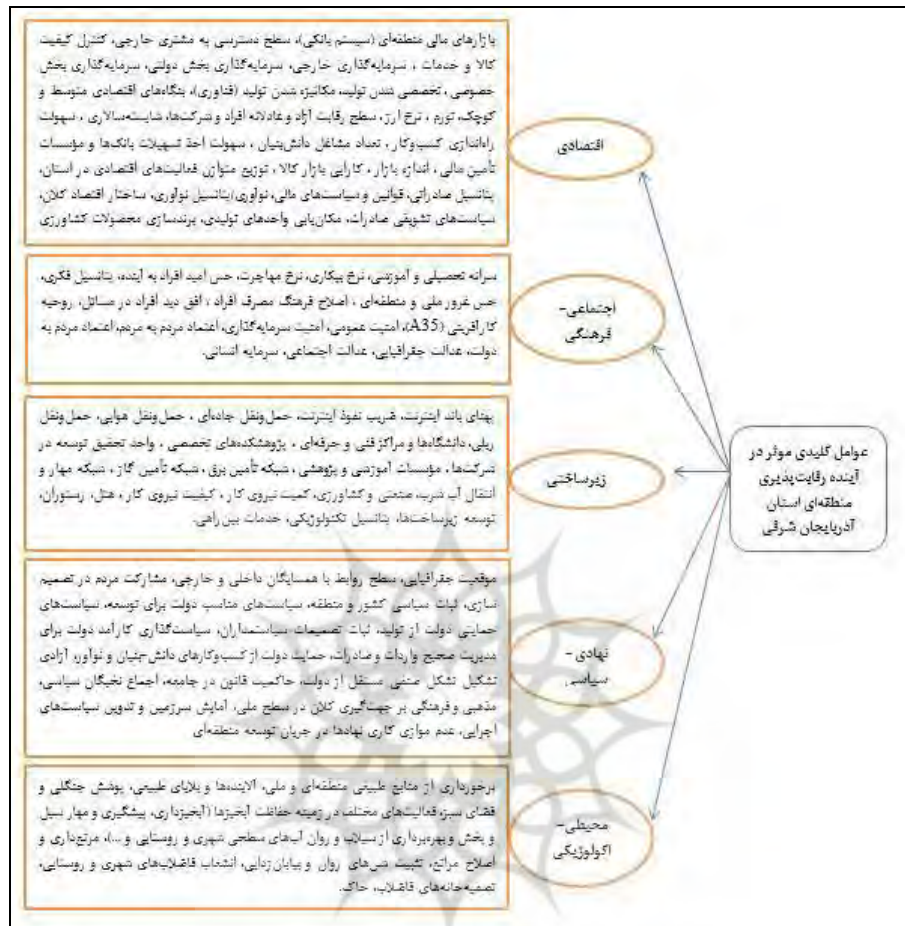 بازارهای مالی منطقه‌ای (سیستم بانکی)، سطح دسترسی به مشتری خارجی، کنترل کیفیت
کالا و خدمات ، سرمایه‌گذاری خارجی، سرمایه‌گذاری بخش دولتی، سرمایه‌گذاری بخش
خصوصی ، تخصصی شدن تولید، مکانیزه شدن تولید (فناوری)، بنگاه‌های اقتصادی متوسط و
کوچک، تورم ، نرخ ارز ، سطح رقابت آزاد و عادلانه افراد و شرکت‌ها، شایسته‌سالاری ، سهولت
راه‌اندازی کسب‌وکار ، تعداد مشاغل دانش‌بنیان ، سهولت اخذ تسهیلات بانک‌ها و مؤسسات
تأمین مالی ، اندازه بازار ، کارایی بازار کالا ، توزیع متوازن فعالیت‌های اقتصادی در استان،
پتانسیل صادراتی، قوانین و سیاست‌های مالی، نوآوری/پتانسیل نوآوری، ساختار اقتصاد کلان،
سیاست‌های تشویقی صادرات، مکان‌یابی واحدهای تولیدی، برندسازی محصولات کشاورزی
اقتصادی
سرانه تحصیلی و آموزشی، نرخ بیکاری، نرخ مهاجرت، حس امید افراد به آینده، پتانسیل فکری،
حس غرور ملی و منطقه‌ای ، اصلاح فرهنگ مصرف افراد ، افق دید افراد در مسائل، روحیه
کارآفرینی (A35)، امنیت عمومی، امنیت سرمایه‌گذاری، اعتماد مردم به مردم، اعتماد مردم به
دولت، عدالت جغرافیایی، عدالت اجتماعی، سرمایه انسانی.
اجتماعی-
فرهنگی
پهنای باند اینترنت، ضریب نفوذ اینترنت، حمل‌ونقل جاده‌ای ، حمل‌ونقل هوایی، حمل‌ونقل
ریلی، دانشگاه‌ها و مراکز فنی و حرفه‌ای ، پژوهشکده‌های تخصصی ، واحد تحقیق توسعه در
شرکت‌ها ، مؤسسات آموزشی و پژوهشی ، شبکه تأمین برق ، شبکه تأمین گاز ، شبکه مهار و
انتقال آب شرب، صنعتی و کشاورزی، کمیت نیروی کار ، کیفیت نیروی کار ، هتل، رستوران،
توسعه زیرساخت‌ها، پتانسیل تکنولوژیکی، خدمات بین راهی.
زیرساختی
عوامل کلیدی موثر در
آینده رقابت‌پذیری
منطقه‌ای استان
آذربایجان شرقی
موقعیت جغرافیایی، سطح روابط با همسایگان داخلی و خارجی، مشارکت مردم در تصمیم
سازی، ثبات سیاسی کشور و منطقه، سیاست‌های مناسب دولت برای توسعه، سیاست‌های
حمایتی دولت از تولید، ثبات تصمیمات سیاستمداران، سیاست‌گذاری کارآمد دولت برای
مدیریت صحیح واردات و صادرات، حمایت دولت از کسب‌وکارهای دانش‌بنیان و نوآور، آزادی
تشکیل تشکل صنفی مستقل از دولت، حاکمیت قانون در جامعه، اجماع نخبگان سیاسی،
مذهبی و فرهنگی بر جهت‌گیری کلان در سطح ملی، آمایش سرزمین و تدوین سیاست‌های
اجرایی، عدم موازی کاری نهادها در جریان توسعه منطقه‌ای
نهادی-
سیاسی
برخورداری از منابع طبیعی منطقه‌ای و ملی، آلاینده‌ها و بلایای طبیعی، پوشش جنگلی و
فضای سبز، فعالیت‌های مختلف در زمینه حفاظت آبخیزها (آبخیزداری، پیشگیری و مهار سیل
و پخش و بهره‌برداری از سیلاب و روان آب‌های سطحی شهری و روستایی و ...)، مرتع‌داری و
اصلاح مراتع، تثبیت شن‌های روان و بیابان‌زدایی، انشعاب فاضلاب‌های شهری و روستایی،
تصفیه‌خانه‌های فاضلاب، خاک.
محیطی-
اکولوژیکی